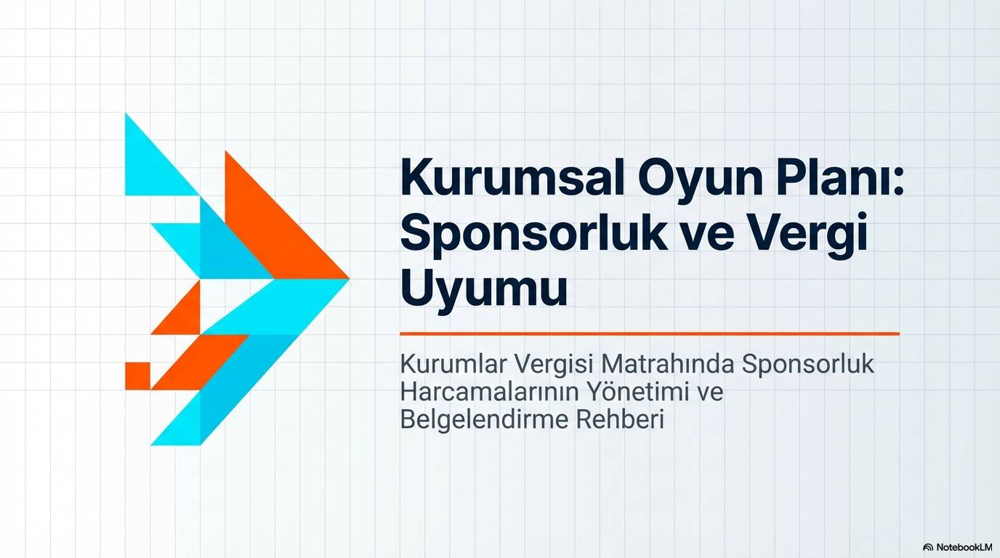 Kurumsal Oyun Planı:
Sponsorluk ve Vergi
Uyumu
Kurumlar Vergisi Matrahında Sponsorluk
Harcamalarının Yönetimi ve
Belgelendirme Rehberi
NotebookLM